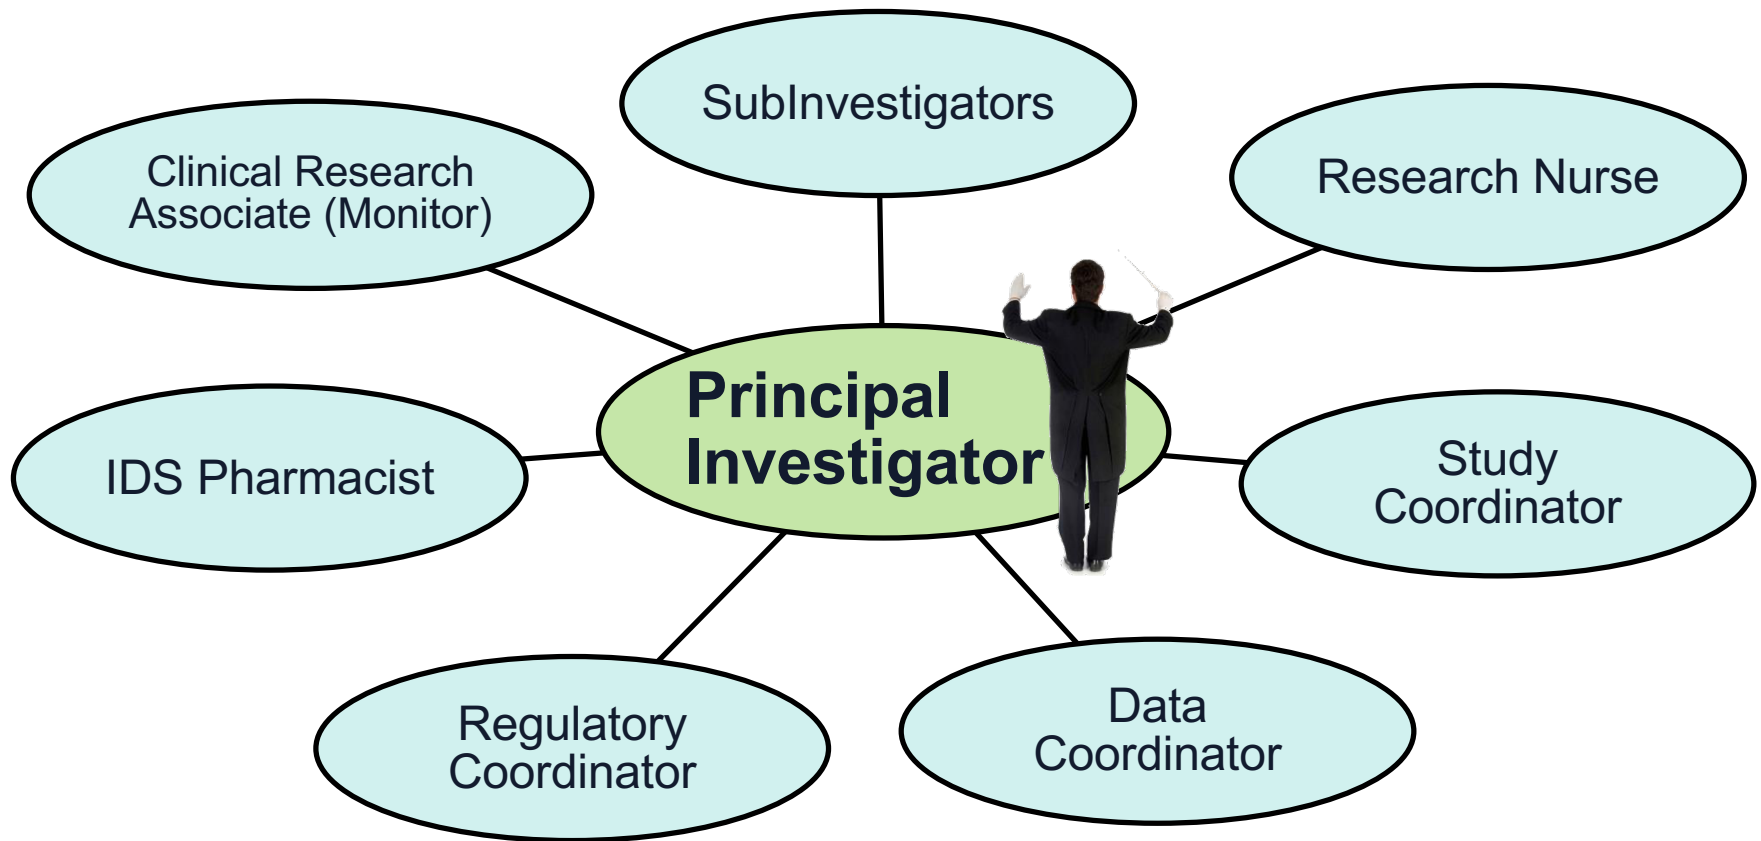 SubInvestigators
Clinical Research
Associate (Monitor)
Research Nurse
Principal
Investigator
IDS Pharmacist
Study
Coordinator
Regulatory
Coordinator
Data
Coordinator